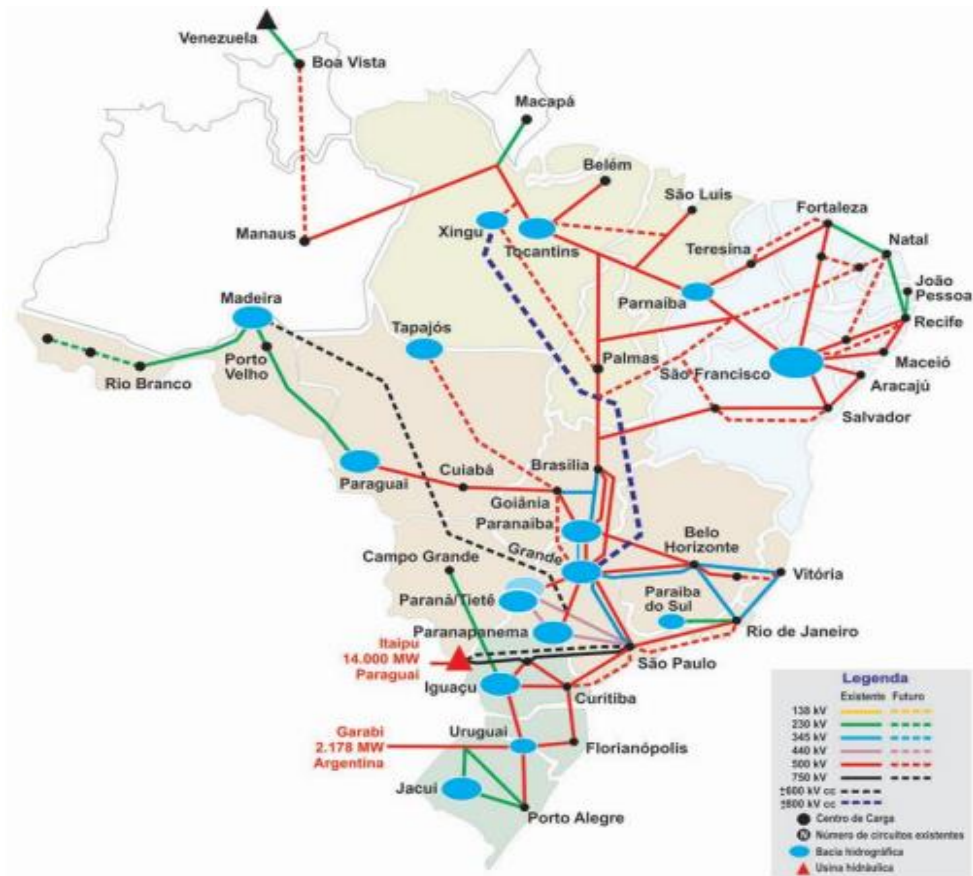 Venezuela
Boa Vista
Macapá
Belém
São Luis
Fortaleza
Xingu
Manaus
Tocantins
Teresina
Natal
João
Pessoa
Madeira
Parnaíba
Recife
Tapajós
Porto
Velho
Palmas
São Francisco
Maceió
Rio Branco
Aracajú
Salvador
Brasília
Cuiabá
Paraguai
Goiânia
Paranaiba
Belo
Horizonte
Campo Grande
Grande
Vitória
Paraná/Tietê
Paraiba
do Sul
Paranapanema
Rio de Janeiro
Itaipu
14.000 MW
Paraguai
São Paulo
Iguaçu
Curitiba
Garabi
2.178 MW
Argentina
Uruguai
Florianópolis
Jacui
Porto Alegre
Legenda
Existente Futuro
138 kV
230 kV
345 kV
440 kV
500 kV
750 kV
±600 kV cc
±800 kV cc
Centro de Carga
N Número de circuitos existentes
Bacia hidrográfica
Usina hidráulica